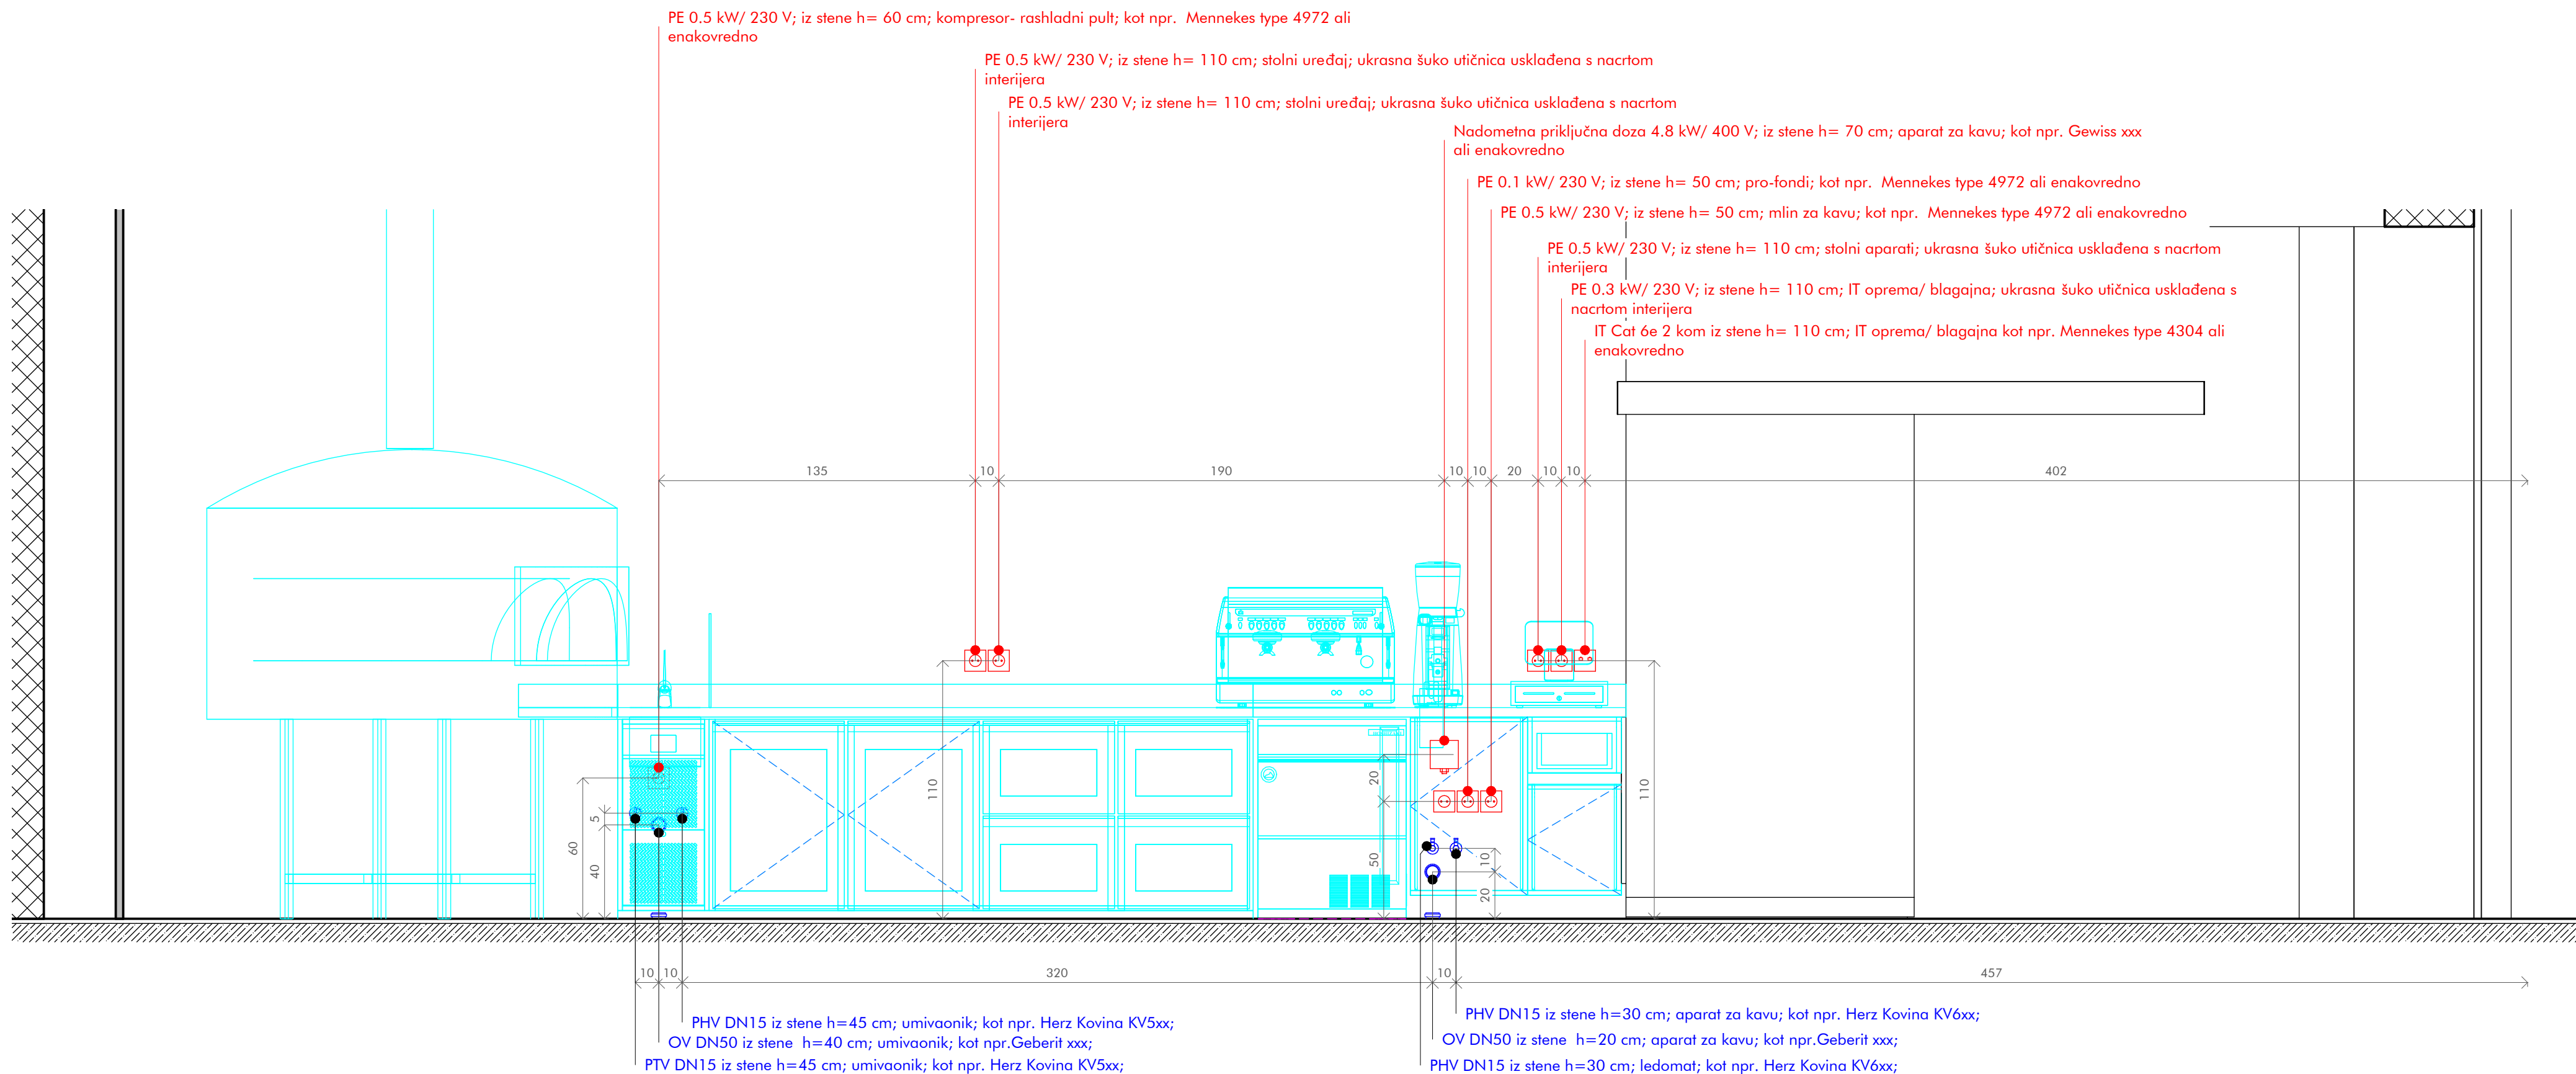 PE 0.5 kW/ 230 V; iz stene h= 60 cm; kompresor- rashladni pult; kot npr.  Mennekes type 4972 ali
enakovredno
PE 0.5 kW/ 230 V; iz stene h= 110 cm; stolni uređaj; ukrasna šuko utičnica usklađena s nacrtom
interijera
PE 0.5 kW/ 230 V; iz stene h= 110 cm; stolni uređaj; ukrasna šuko utičnica usklađena s nacrtom
interijera
Nadometna priključna doza 4.8 kW/ 400 V; iz stene h= 70 cm; aparat za kavu; kot npr. Gewiss xxx
ali enakovredno
PE 0.1 kW/ 230 V; iz stene h= 50 cm; pro-fondi; kot npr.  Mennekes type 4972 ali enakovredno
PE 0.5 kW/ 230 V; iz stene h= 50 cm; mlin za kavu; kot npr.  Mennekes type 4972 ali enakovredno
PE 0.5 kW/ 230 V; iz stene h= 110 cm; stolni aparati; ukrasna šuko utičnica usklađena s nacrtom
interijera
PE 0.3 kW/ 230 V; iz stene h= 110 cm; IT oprema/ blagajna; ukrasna šuko utičnica usklađena s
nacrtom interijera
IT Cat 6e 2 kom iz stene h= 110 cm; IT oprema/ blagajna kot npr. Mennekes type 4304 ali
enakovredno
135 10 190 10 10 20 10 10 402
110
20
110
5
60
40
50
10
20
10 10 320 10 457
PHV DN15 iz stene h=45 cm; umivaonik; kot npr. Herz Kovina KV5xx;
OV DN50 iz stene  h=40 cm; umivaonik; kot npr.Geberit xxx;
PTV DN15 iz stene h=45 cm; umivaonik; kot npr. Herz Kovina KV5xx;
PHV DN15 iz stene h=30 cm; aparat za kavu; kot npr. Herz Kovina KV6xx;
OV DN50 iz stene  h=20 cm; aparat za kavu; kot npr.Geberit xxx;
PHV DN15 iz stene h=30 cm; ledomat; kot npr. Herz Kovina KV6xx;